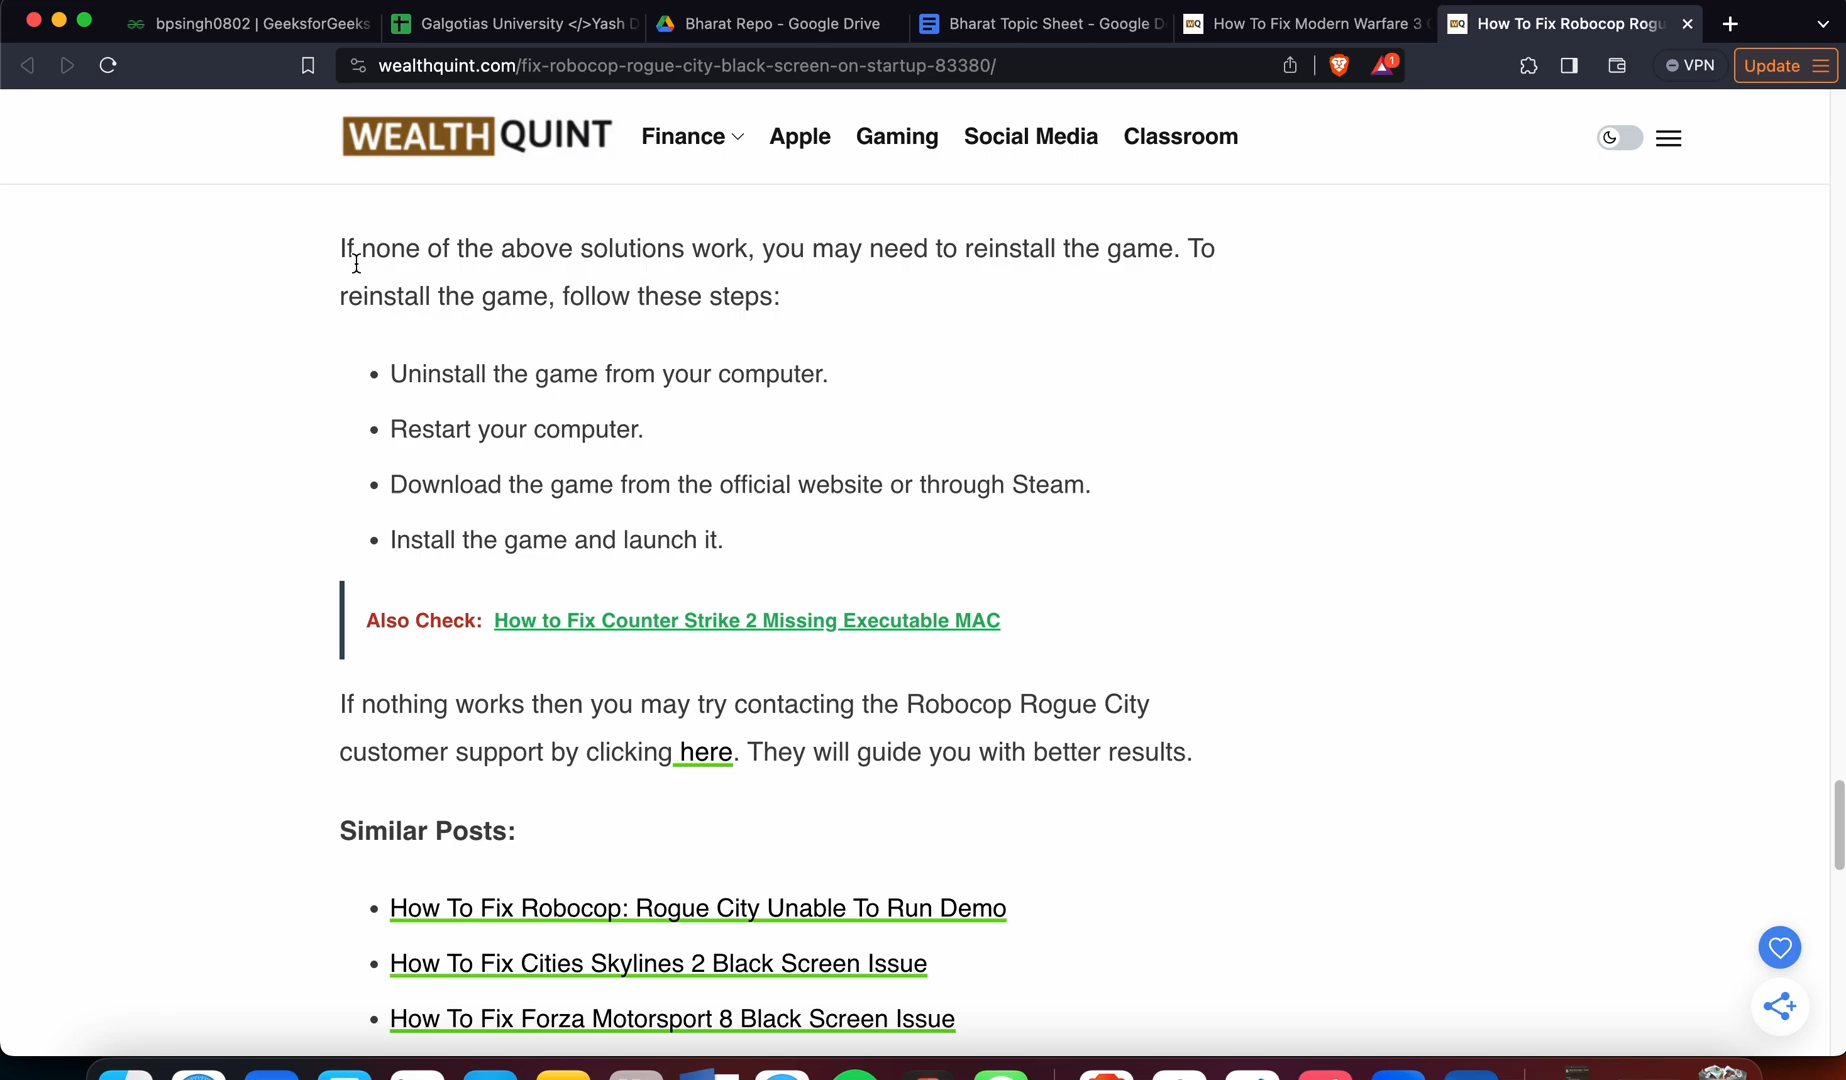 bpsingh0802 | GeeksforGeeks
Galgotias University </>Yash D
Bharat Repo - Google Drive
Bharat Topic Sheet - Google D
WQ
How To Fix Modern Warfare 3
WQ
How To Fix Robocop Rogu
wealthquint.com/fix-robocop-rogue-city-black-screen-on-startup-83380/
1
VPN
Update
WEALTH QUINT
Finance
Apple
Gaming
Social Media
Classroom
If none of the above solutions work, you may need to reinstall the game. To
reinstall the game, follow these steps:
• Uninstall the game from your computer.
• Restart your computer.
• Download the game from the official website or through Steam.
• Install the game and launch it.
Also Check: How to Fix Counter Strike 2 Missing Executable MAC
If nothing works then you may try contacting the Robocop Rogue City
customer support by clicking here. They will guide you with better results.
Similar Posts:
• How To Fix Robocop: Rogue City Unable To Run Demo
• How To Fix Cities Skylines 2 Black Screen Issue
• How To Fix Forza Motorsport 8 Black Screen Issue